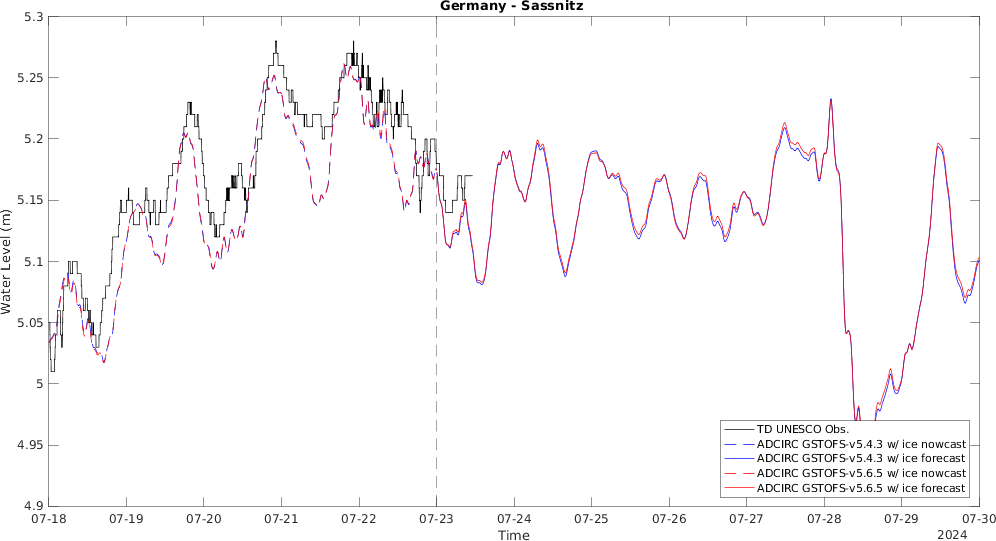 Germany - Sassnitz
Water Level (m)
5.3
5.25
5.2
5.15
5.1
5.05
5
4.95
4.9
TD UNESCO Obs.
ADCIRC GSTOFS-v5.4.3 w/ ice nowcast
ADCIRC GSTOFS-v5.4.3 w/ ice forecast
ADCIRC GSTOFS-v5.6.5 w/ ice nowcast
ADCIRC GSTOFS-v5.6.5 w/ ice forecast
07-18 07-19 07-20 07-21 07-22 07-23 07-24 07-25 07-26 07-27 07-28 07-29 07-30
Time
2024